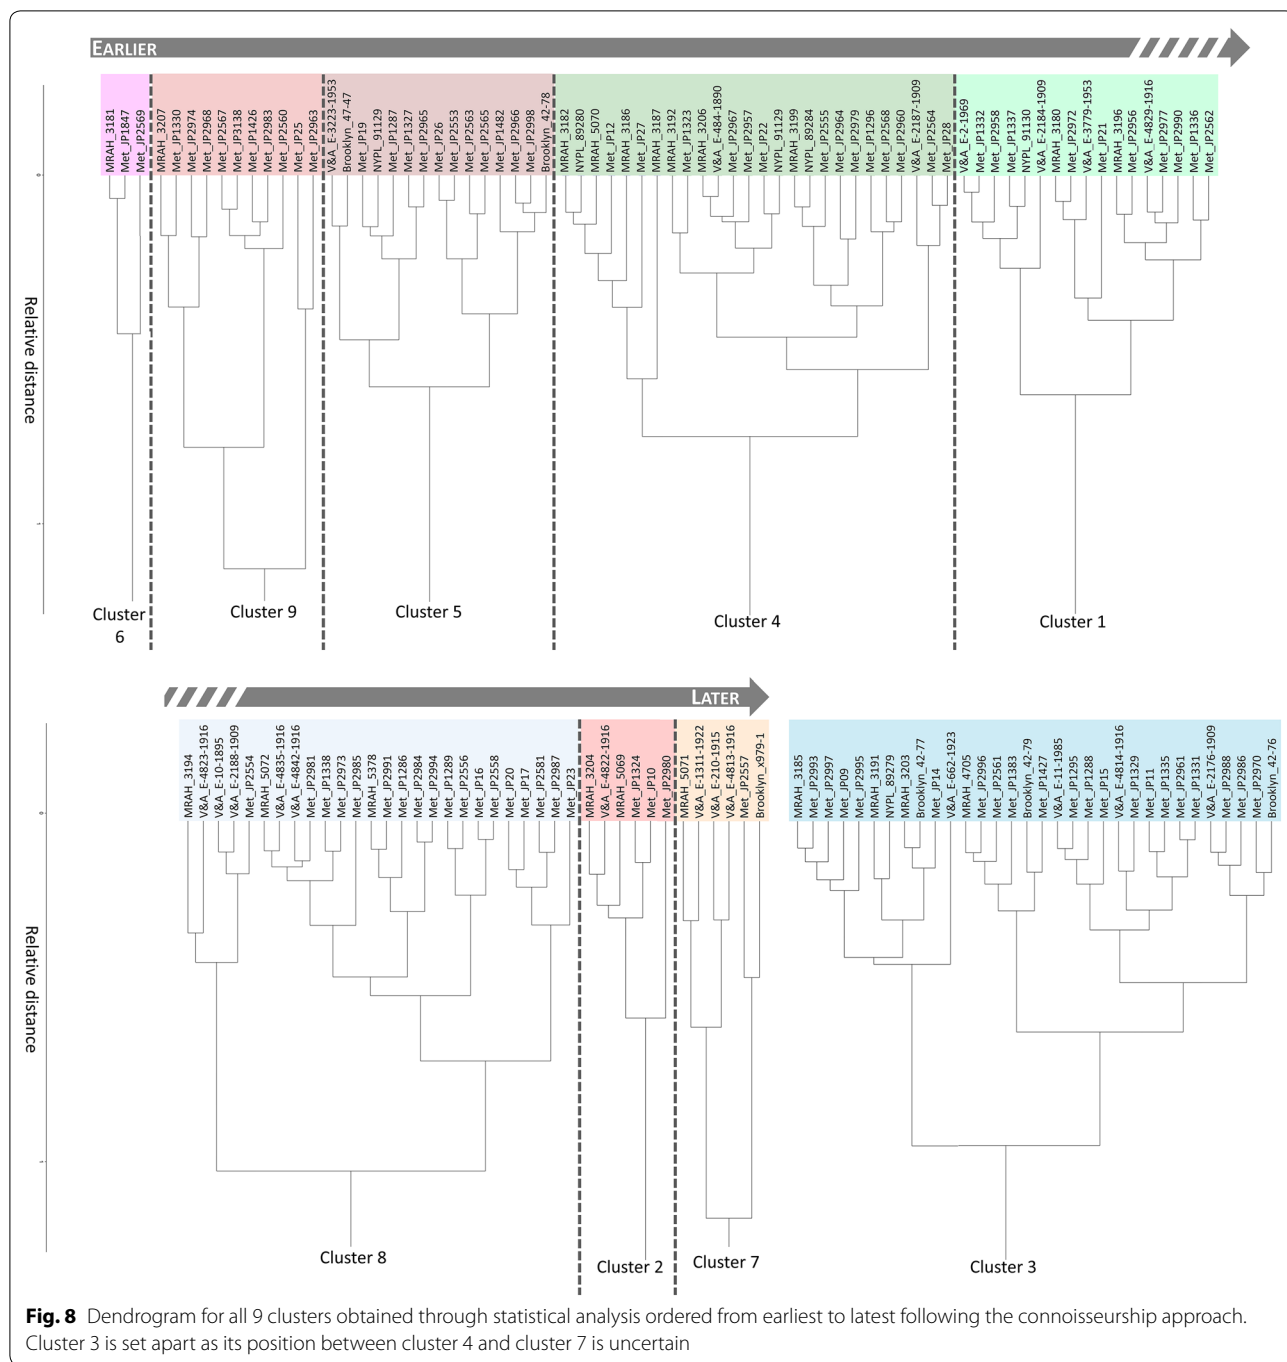 EARLIER
MRAH_3181
Met_JP1847
Met_JP2569
MRAH_3207
Met_JP1330
Met_JP2974
Met_JP2968
Met_JP2567
Met_JP3138
Met_JP1426
Met_JP2983
Met_JP2560
Met_JP25
Met_JP2963
V&A_E-3223-1953
Brooklyn_47-47
Met_JP19
NYPL_91129
Met_JP1287
Met_JP1327
Met_JP2965
Met_JP26
Met_JP2553
Met_JP2563
Met_JP2565
Met_JP1482
Met_JP2966
Met_JP2998
Brooklyn_42-78
MRAH_3182
NYPL_89280
MRAH_5070
Met_JP12
MRAH_3186
Met_JP27
MRAH_3187
MRAH_3192
Met_JP1323
MRAH_3206
V&A_E-484-1890
Met_JP2967
Met_JP2957
Met_JP22
NYPL_91129
MRAH_3199
NYPL_89284
Met_JP2555
Met_JP2964
Met_JP2979
Met_JP1296
Met_JP2568
Met_JP2960
V&A_E-2187-1909
Met_JP2564
Met_JP28
V&A_E-2-1969
Met_JP1332
Met_JP2958
Met_JP1337
NYPL_91130
V&A_E-2184-1909
MRAH_3180
Met_JP2972
V&A_E-3779-1953
Met_JP21
MRAH_3196
Met_JP2956
V&A_E-4829-1916
Met_JP2977
Met_JP2990
Met_JP1336
Met_JP2562
0
Relative distance
1
Cluster
6
Cluster 9
Cluster 5
Cluster 4
Cluster 1
LATER
MRAH_3194
V&A_E-4823-1916
V&A_E-10-1895
V&A_E-2188-1909
Met_JP2554
MRAH_5072
V&A_E-4835-1916
V&A_E-4842-1916
Met_JP2981
Met_JP1338
Met_JP2973
Met_JP2985
MRAH_5378
Met_JP2991
Met_JP1286
Met_JP2984
Met_JP2994
Met_JP1289
Met_JP2556
Met_JP16
Met_JP2558
Met_JP20
Met_JP17
Met_JP2581
Met_JP2987
Met_JP23
MRAH_3204
V&A_E-4822-1916
MRAH_5069
Met_JP1324
Met_JP10
Met_JP2980
MRAH_5071
V&A_E-1311-1922
V&A_E-210-1915
V&A_E-4813-1916
Met_JP2557
Brooklyn_x979-1
MRAH_3185
Met_JP2993
Met_JP2997
Met_JP09
Met_JP2995
MRAH_3191
NYPL_89279
MRAH_3203
Brooklyn_42-77
Met_JP14
V&A_E-662-1923
MRAH_4705
Met_JP2996
Met_JP2561
Met_JP1383
Brooklyn_42-79
Met_JP1427
V&A_E-11-1985
Met_JP1295
Met_JP1288
Met_JP15
V&A_E-4814-1916
Met_JP1329
Met_JP11
Met_JP1335
Met_JP2961
Met_JP1331
V&A_E-2176-1909
Met_JP2988
Met_JP2986
Met_JP2970
Brooklyn_42-76
0
Relative distance
1
Cluster 8
Cluster 2
Cluster 7
Cluster 3
Fig. 8 Dendrogram for all 9 clusters obtained through statistical analysis ordered from earliest to latest following the connoisseurship approach.
Cluster 3 is set apart as its position between cluster 4 and cluster 7 is uncertain